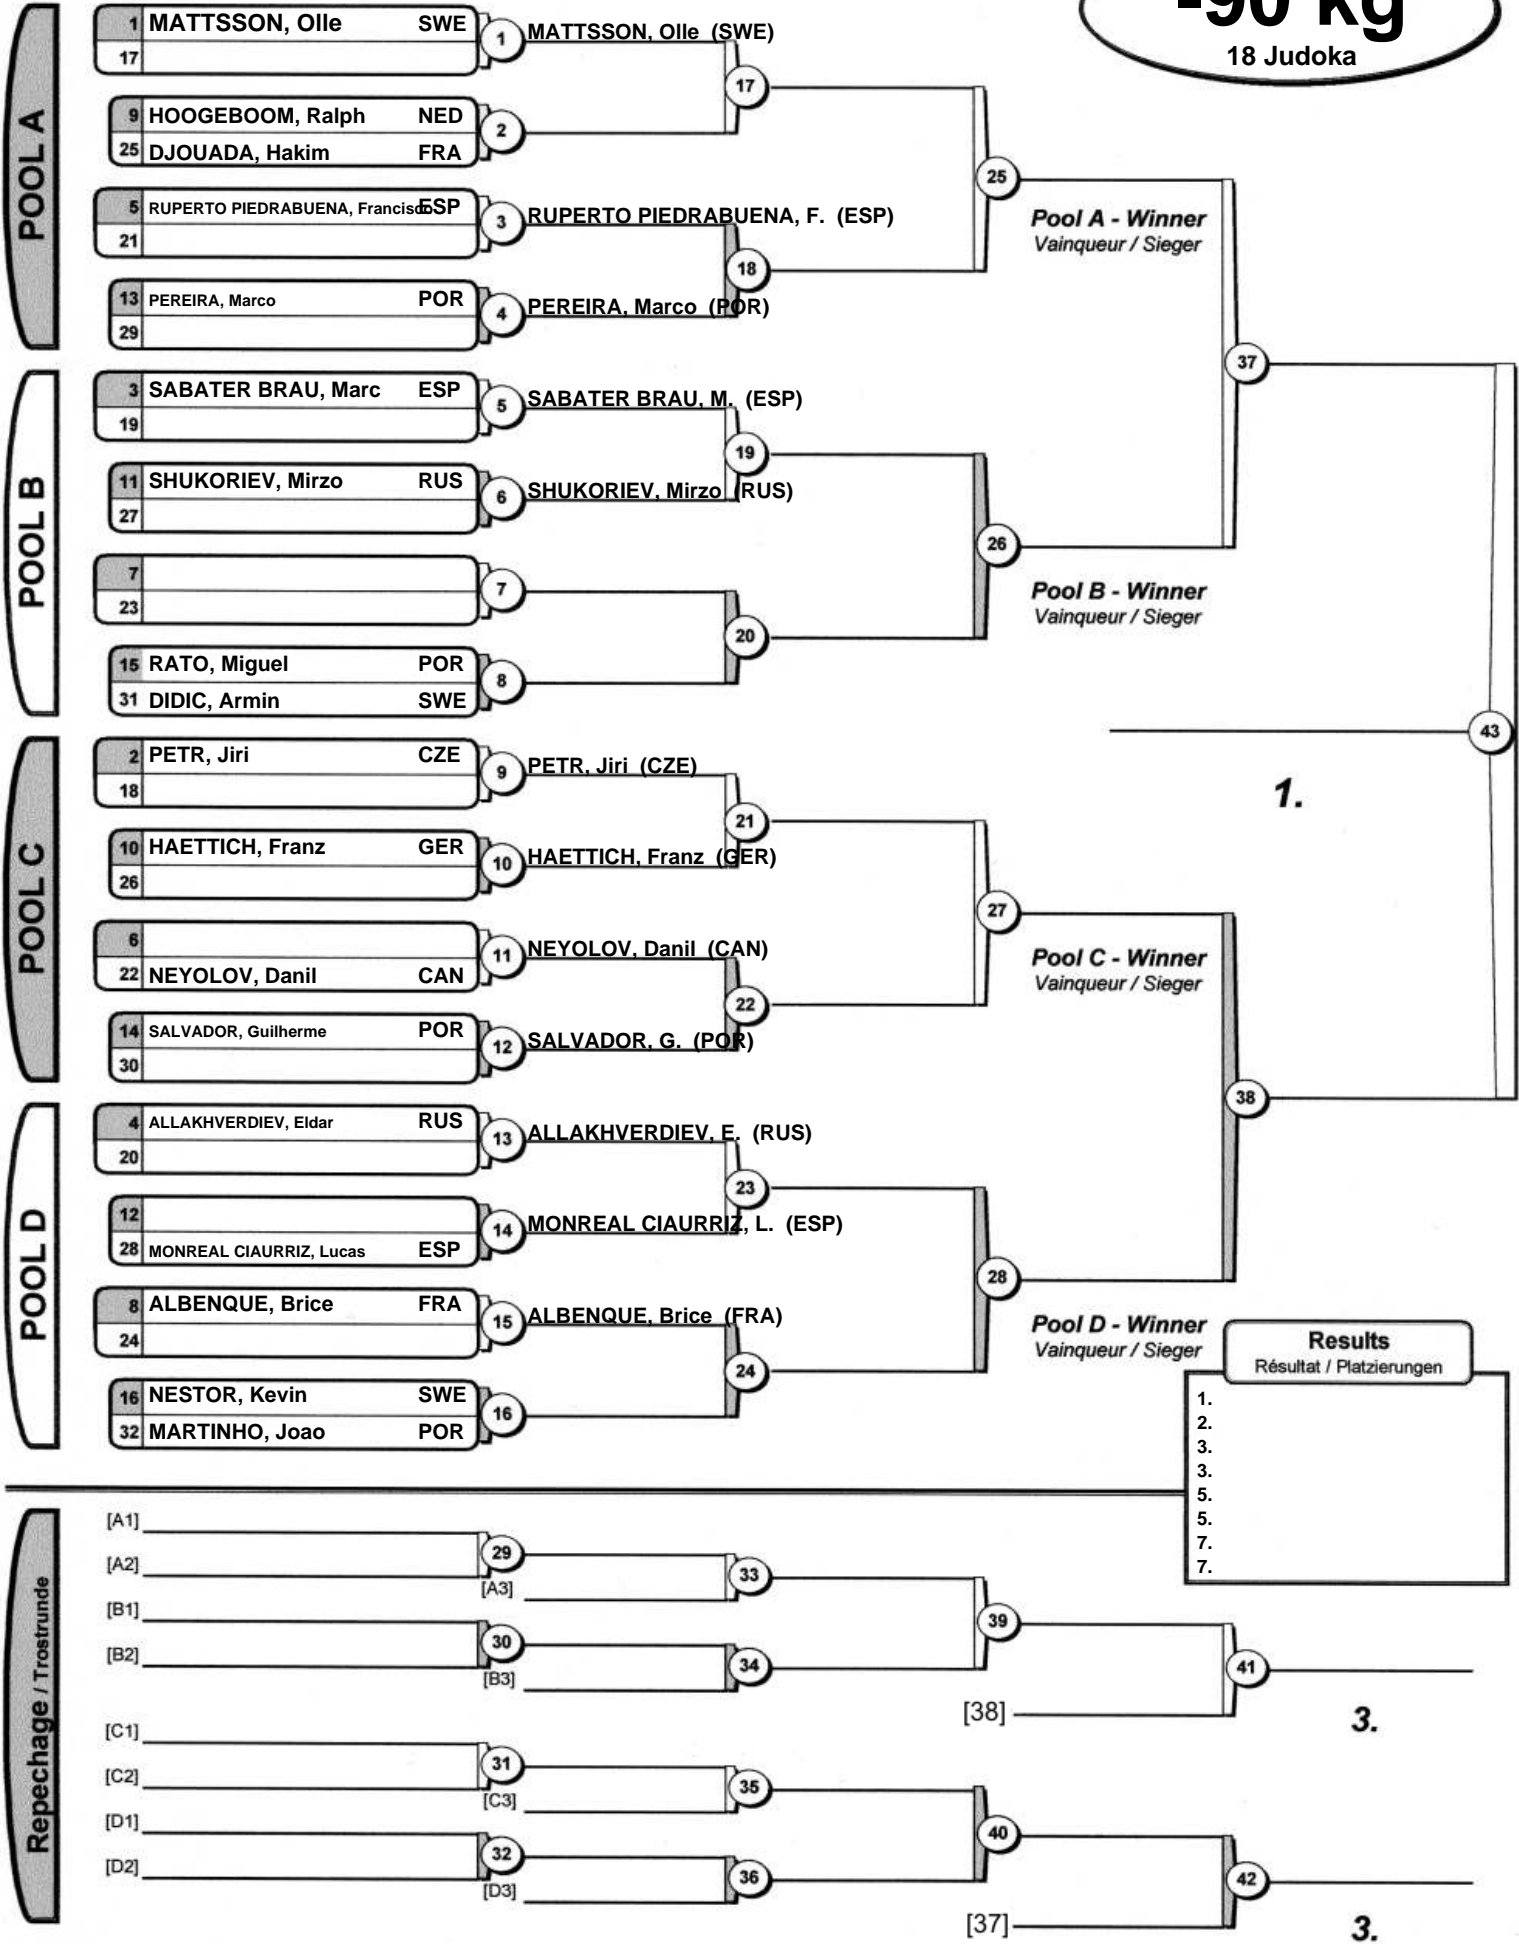 -90 kg
18 Judoka
POOL A
1 MATTSSON, Olle SWE
17
1 MATTSSON, Olle (SWE)
17
9 HOOGEBOOM, Ralph NED
25 DJOUADA, Hakim FRA
2
25
5 RUPERTO PIEDRABUENA, Francisco ESP
21
3 RUPERTO PIEDRABUENA, F. (ESP)
18
Pool A - Winner
Vainqueur / Sieger
13 PEREIRA, Marco POR
29
4 PEREIRA, Marco (POR)
37
POOL B
3 SABATER BRAU, Marc ESP
19
5 SABATER BRAU, M. (ESP)
19
11 SHUKORIEV, Mirzo RUS
27
6 SHUKORIEV, Mirzo (RUS)
26
7
23
7
20
Pool B - Winner
Vainqueur / Sieger
15 RATO, Miguel POR
31 DIDIC, Armin SWE
8
43
1.
POOL C
2 PETR, Jiri CZE
18
9 PETR, Jiri (CZE)
21
10 HAETTICH, Franz GER
26
10 HAETTICH, Franz (GER)
27
6
22 NEYOLOV, Danil CAN
11 NEYOLOV, Danil (CAN)
22
Pool C - Winner
Vainqueur / Sieger
14 SALVADOR, Guilherme POR
30
12 SALVADOR, G. (POR)
38
POOL D
4 ALLAKHVERDIEV, Eldar RUS
20
13 ALLAKHVERDIEV, E. (RUS)
23
12
28 MONREAL CIAURRIZ, Lucas ESP
14 MONREAL CIAURRIZ, L. (ESP)
28
8 ALBENQUE, Brice FRA
24
15 ALBENQUE, Brice (FRA)
24
Pool D - Winner
Vainqueur / Sieger
16 NESTOR, Kevin SWE
32 MARTINHO, Joao POR
16
Results
Résultat / Platzierungen
1.
2.
3.
3.
5.
5.
7.
7.
Repechage / Trostrunde
[A1]
[A2]
29
[A3]
33
[B1]
[B2]
30
[B3]
34
39
[38]
41
3.
[C1]
[C2]
31
[C3]
35
[D1]
[D2]
32
[D3]
36
40
[37]
42
3.